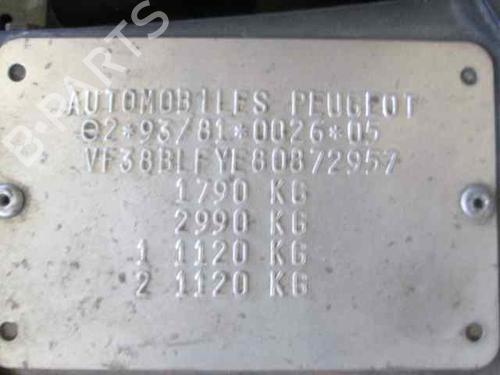 B-PARTS
AUTOMOBILES PEUGEOT
e2*93/81*0026*05
VF38BLFYE80872957
1790 KG
2990 KG
1 1120 KG
2 1120 KG